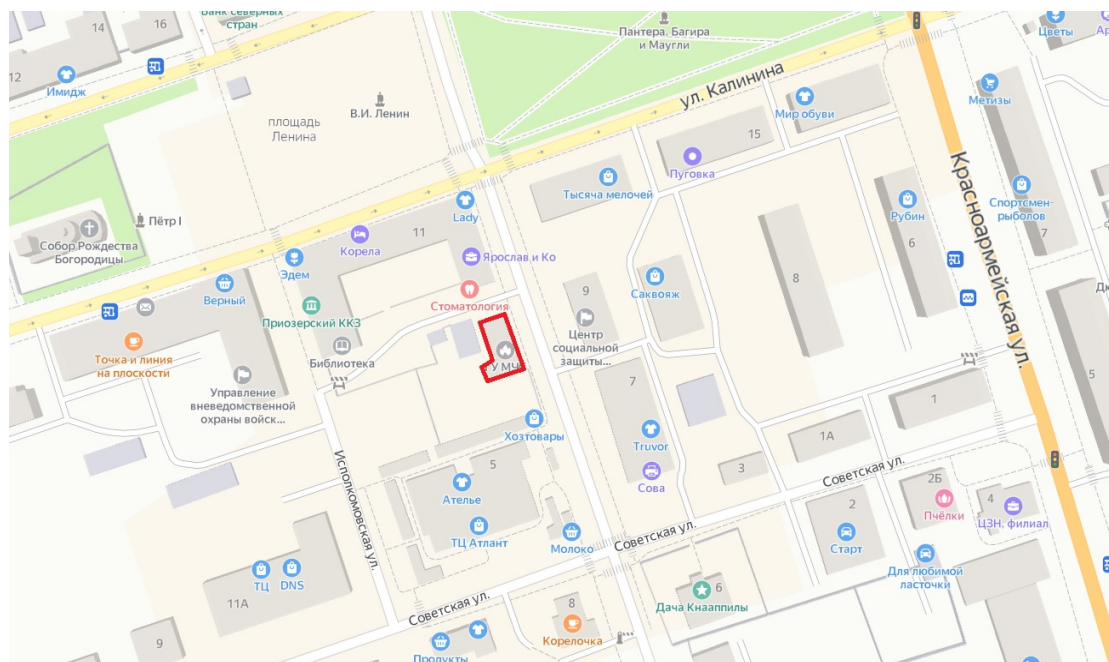 Банк северных
стран
14
16
12
Имидж
В.И. Ленин
площадь
Ленина
Пантера. Багира
и Маугли
ул. Калинина
Цветы
Метизы
Мир обуви
15
Пуговка
Тысяча мелочей
Красноармейская ул.
Спортсмен-
рыболов
7
Рубин
6
Пётр I
Собор Рождества
Богородицы
Lady
11
Корела
Ярослав и Ко
Эдем
Верный
Стоматология
Приозерский ККЗ
Библиотека
Точка и линия
на плоскости
Управление
вневедомственной
охраны войск...
9
Центр
социальной
защиты...
Саквояж
8
5
7
Truvor
Сова
Хозтовары
5
Ателье
ТЦ Атлант
Молоко
Исполкомовская ул.
3
1А
1
Советская ул.
2
Старт
2Б
Пчёлки
4
ЦЗН. филиал
Для любимой
ласточки
Советская ул.
6
Дача Кнааппилы
ТЦ
DNS
11А
Советская ул.
9
8
Корелочка
Продукты